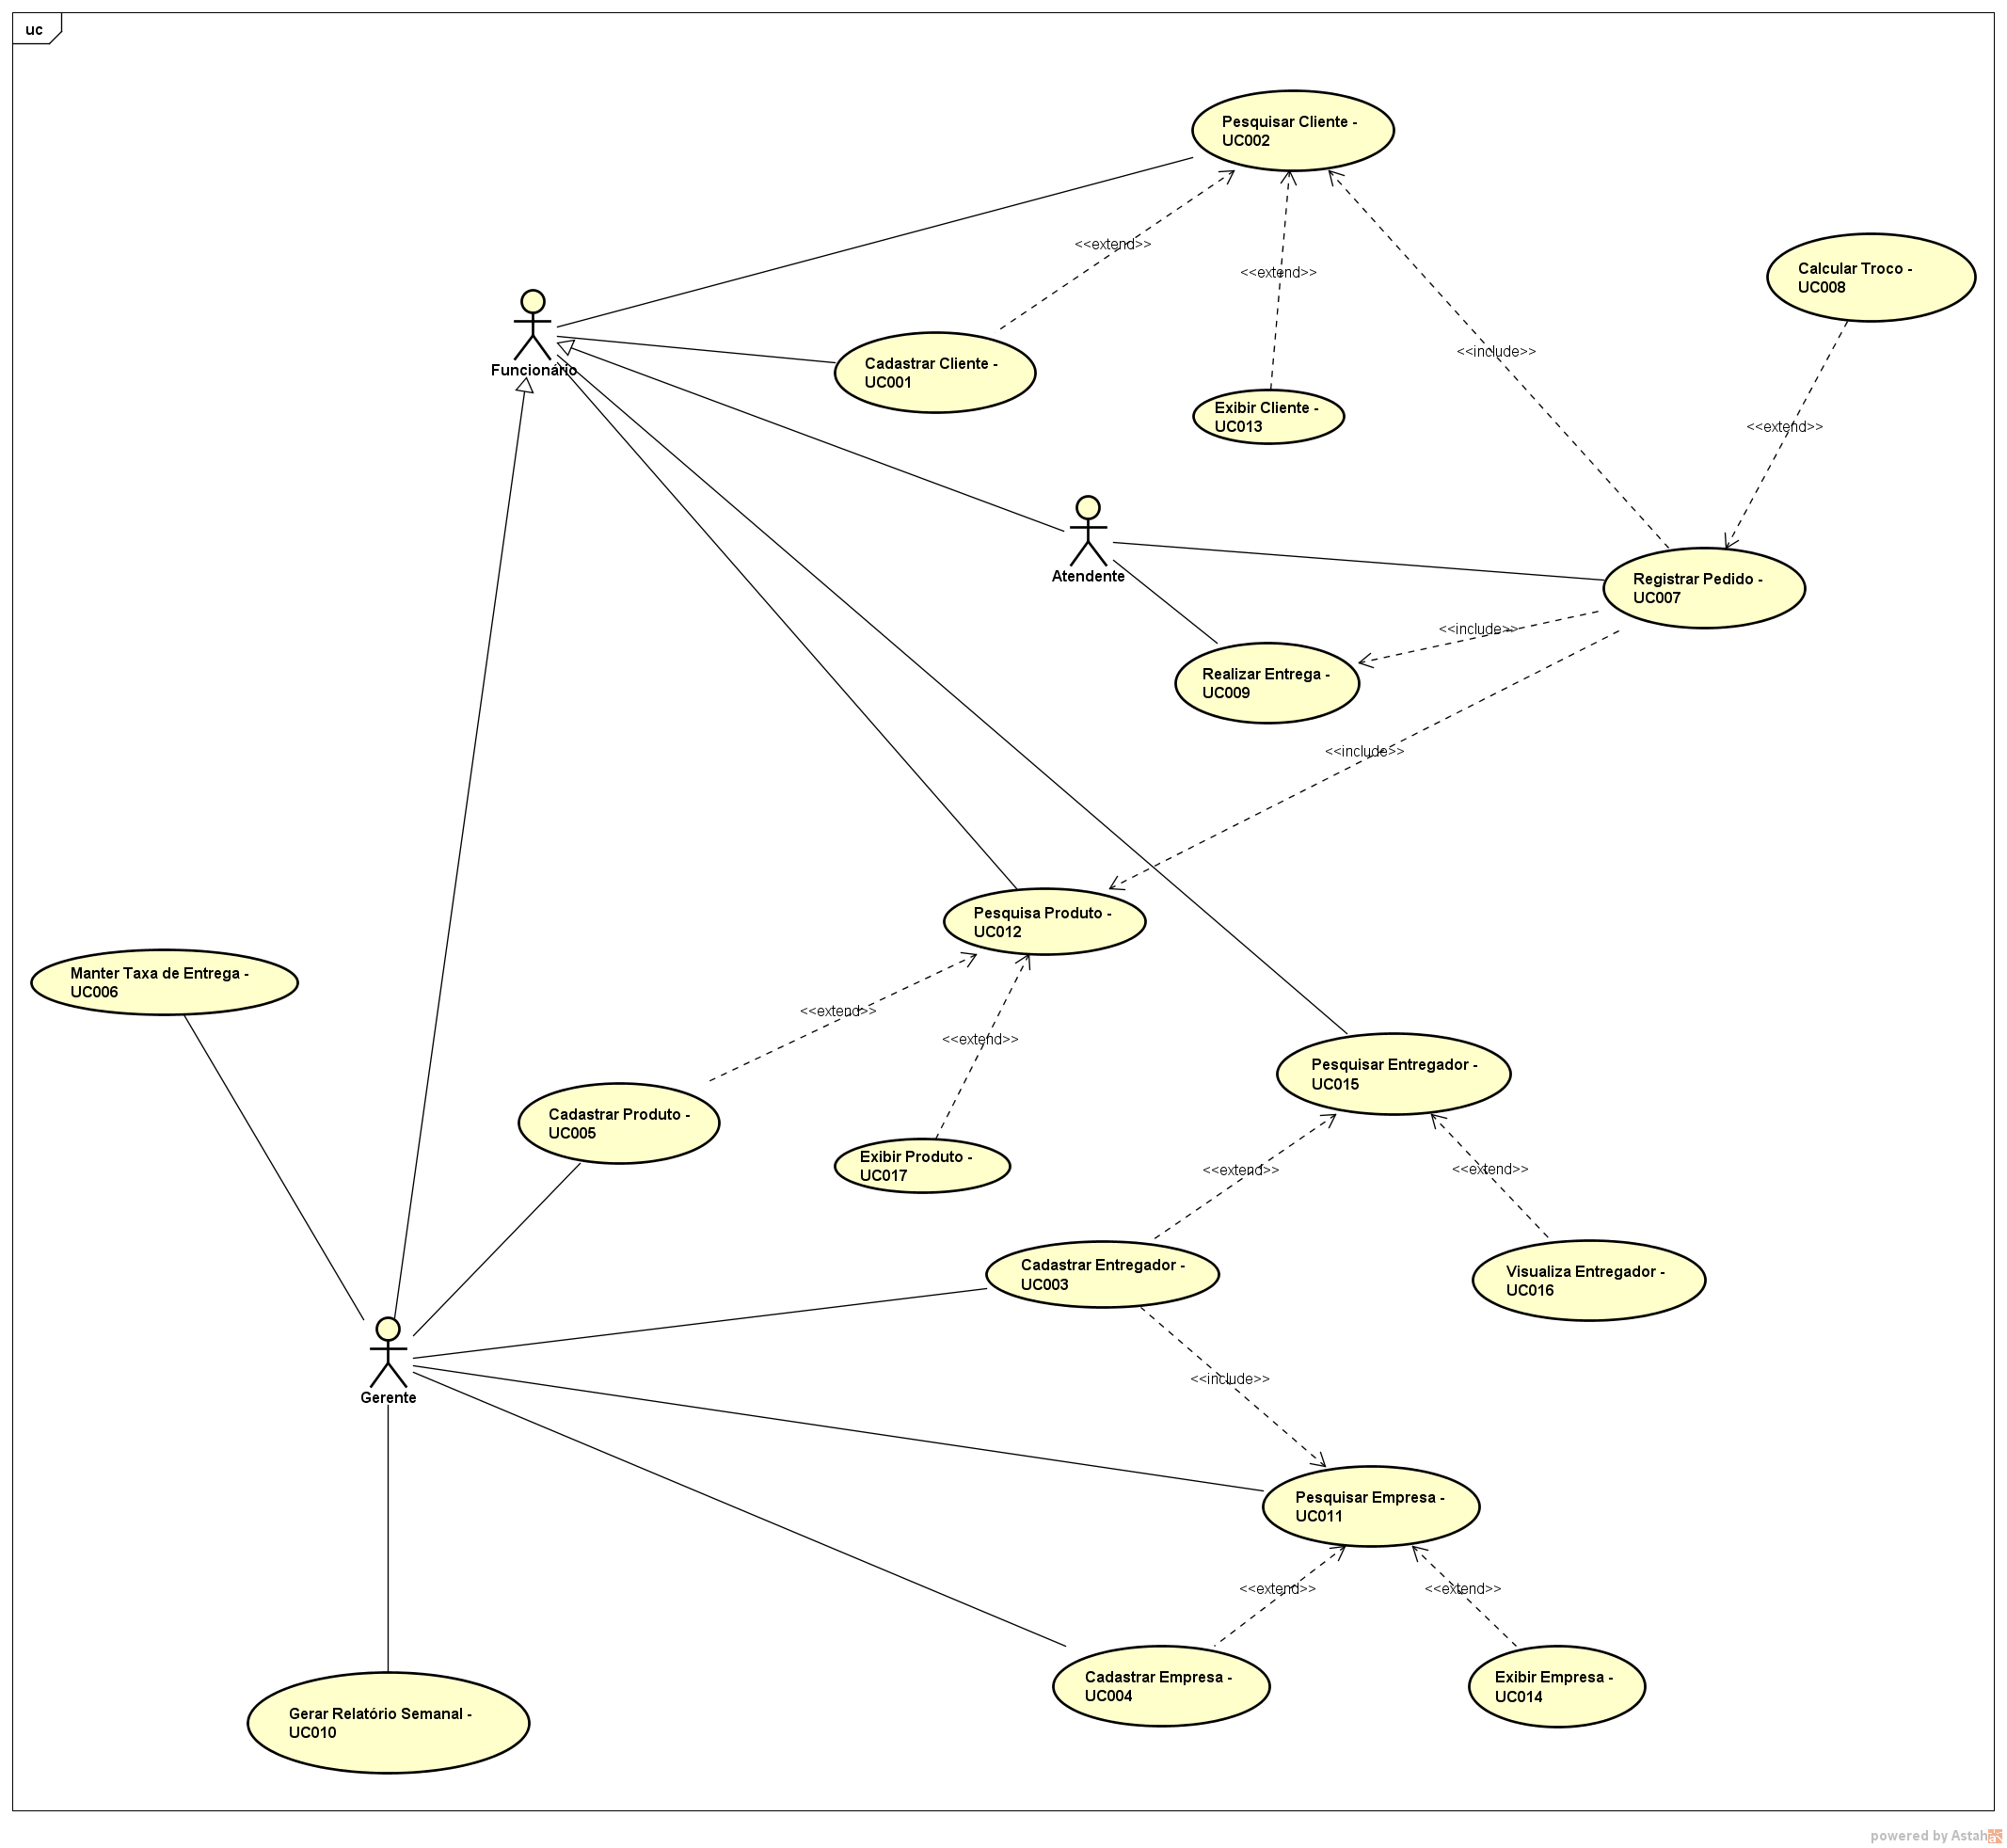 uc
Pesquisar Cliente -
UC002
<<extend>>
Calcular Troco -
UC008
<<extend>>
<<include>>
Funcionário
Cadastrar Cliente -
UC001
Exibir Cliente -
UC013
<<extend>>
Atendente
Registrar Pedido -
UC007
<<include>>
Realizar Entrega -
UC009
<<include>>
Pesquisa Produto -
UC012
Manter Taxa de Entrega -
UC006
<<extend>>
<<extend>>
Pesquisar Entregador -
UC015
Cadastrar Produto -
UC005
Exibir Produto -
UC017
<<extend>>
<<extend>>
Cadastrar Entregador -
UC003
Visualiza Entregador -
UC016
<<include>>
Gerente
Pesquisar Empresa -
UC011
<<extend>>
<<extend>>
Cadastrar Empresa -
UC004
Exibir Empresa -
UC014
Gerar Relatório Semanal -
UC010
powered by Astah